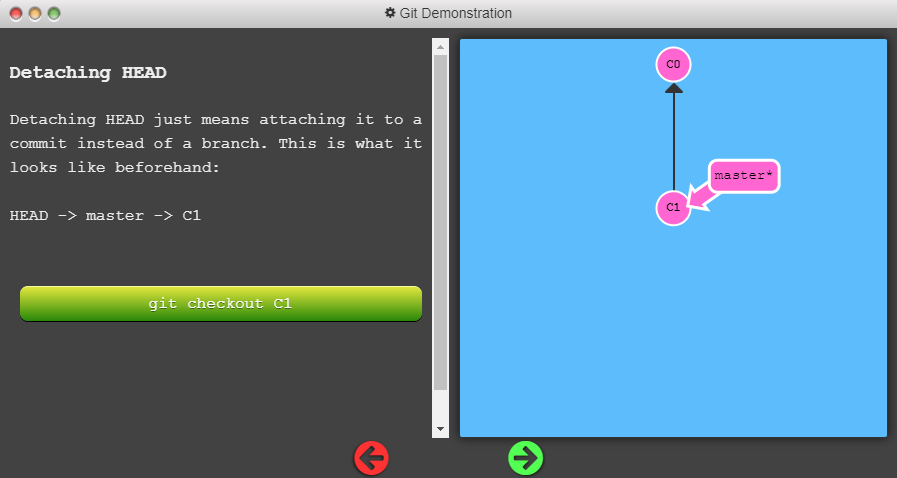 Git Demonstration
Detaching HEAD
Detaching HEAD just means attaching it to a
commit instead of a branch. This is what it
looks like beforehand:
HEAD -> master -> C1
git checkout C1
C0
master*
C1